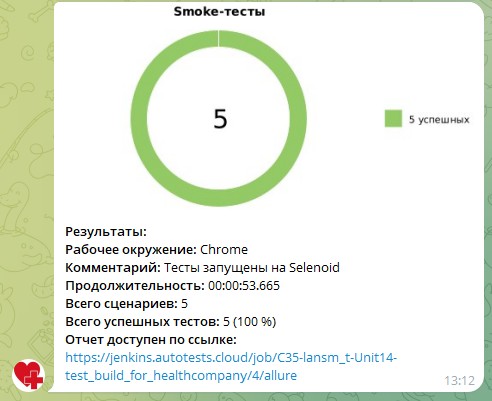 Smoke-тесты
5
5 успешных
Результаты:
Рабочее окружение: Chrome
Комментарий: Тесты запущены на Selenoid
Продолжительность: 00:00:53.665
Всего сценариев: 5
Всего успешных тестов: 5 (100 %)
Отчет доступен по ссылке:
https://jenkins.autotests.cloud/job/C35-lansm_t-Unit14-
test_build_for_healthcompany/4/allure
13:12